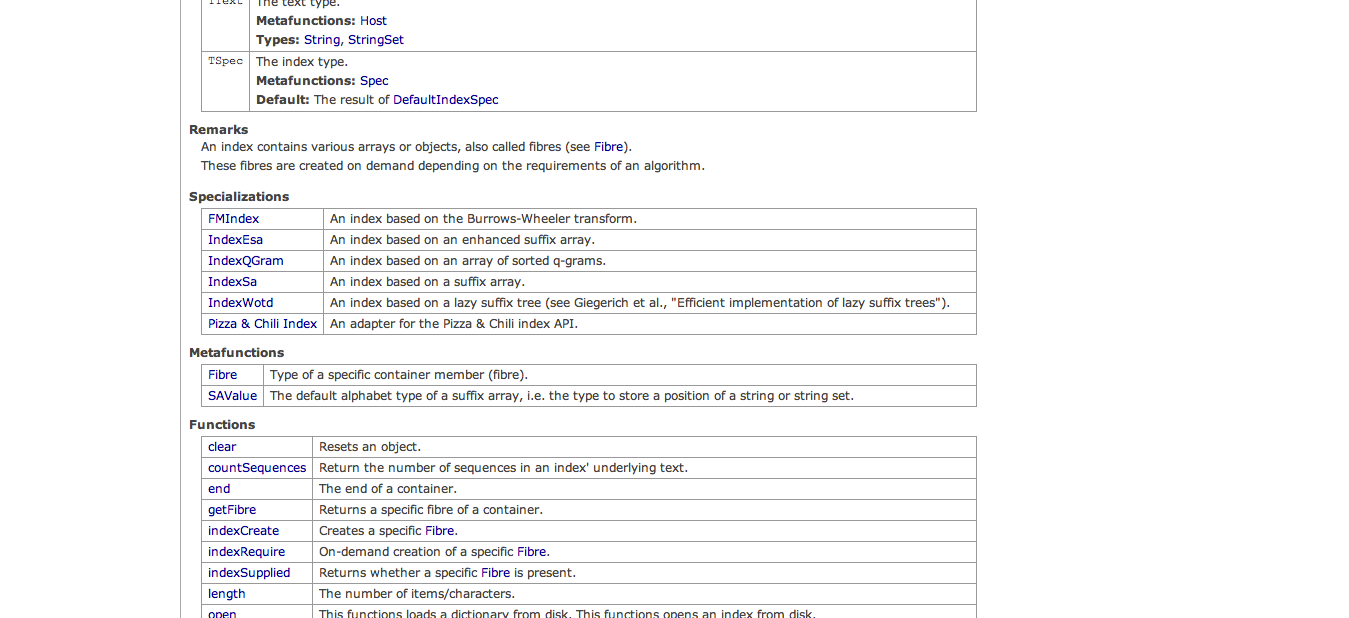 TText The text type.
Metafunctions: Host
Types: String, StringSet
TSpec The index type.
Metafunctions: Spec
Default: The result of DefaultIndexSpec
Remarks
An index contains various arrays or objects, also called fibres (see Fibre).
These fibres are created on demand depending on the requirements of an algorithm.
Specializations
FMIndex An index based on the Burrows-Wheeler transform.
IndexEsa An index based on an enhanced suffix array.
IndexQGram An index based on an array of sorted q-grams.
IndexSa An index based on a suffix array.
IndexWotd An index based on a lazy suffix tree (see Giegerich et al., "Efficient implementation of lazy suffix trees").
Pizza & Chili Index An adapter for the Pizza & Chili index API.
Metafunctions
Fibre Type of a specific container member (fibre).
SAValue The default alphabet type of a suffix array, i.e. the type to store a position of a string or string set.
Functions
clear Resets an object.
countSequences Return the number of sequences in an index' underlying text.
end The end of a container.
getFibre Returns a specific fibre of a container.
indexCreate Creates a specific Fibre.
indexRequire On-demand creation of a specific Fibre.
indexSupplied Returns whether a specific Fibre is present.
length The number of items/characters.
open This functions loads a dictionary from disk. This functions opens an index from disk.